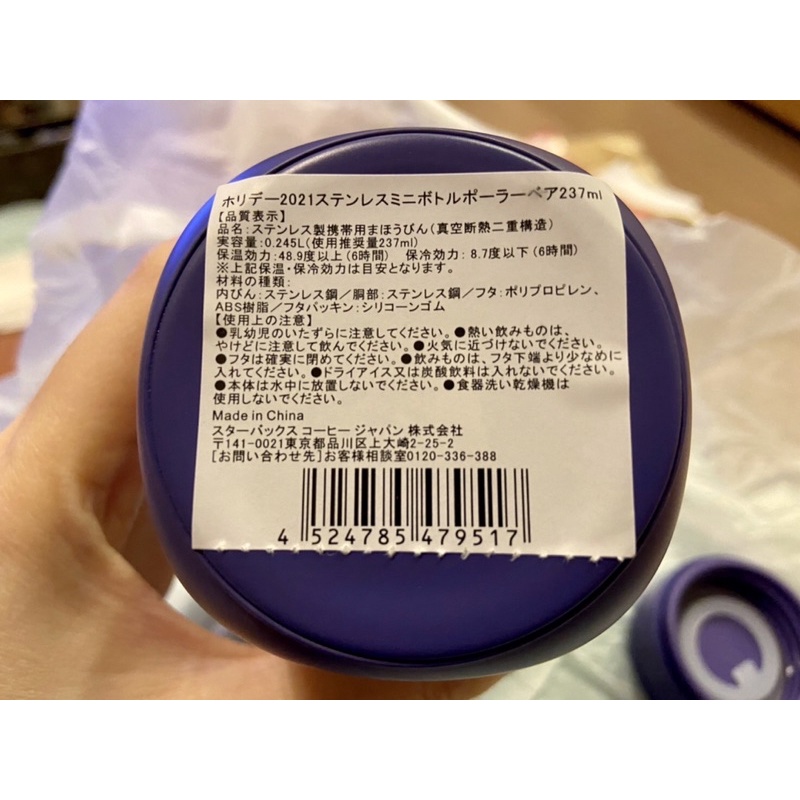 ホリデー2021ステンレスミニボトルポーラーベア237ml
【品質表示】
品名:ステンレス製携帯用まほうびん(真空断熱二重構造)
実容量:0.245L(使用推奨量237ml)
保温効力:48.9度以上(6時間) 保冷効力:8.7度以下(6時間)
※上記保温・保冷効力は目安となります。
材料の種類:
内びん:ステンレス鋼/胴部:ステンレス鋼/フタ:ポリプロピレン、
ABS樹脂/フタパッキン:シリコーンゴム
【使用上の注意】
●乳幼児のいたずらに注意してください。●熱い飲みものは、
やけどに注意して飲んでください。●火気に近づけないでください。
●フタは確実に閉めてください。●飲みものは、フタ下端より少なめに
入れてください。●ドライアイス又は炭酸飲料は入れないでください。
●本体は水中に放置しないでください。●食器洗い乾燥機は
使用しないでください。
Made in China
スターバックス コーヒー ジャパン 株式会社
〒141-0021東京都品川区上大崎2-25-2
[お問い合わせ先]お客様相談室0120-336-388
4 524785 479517